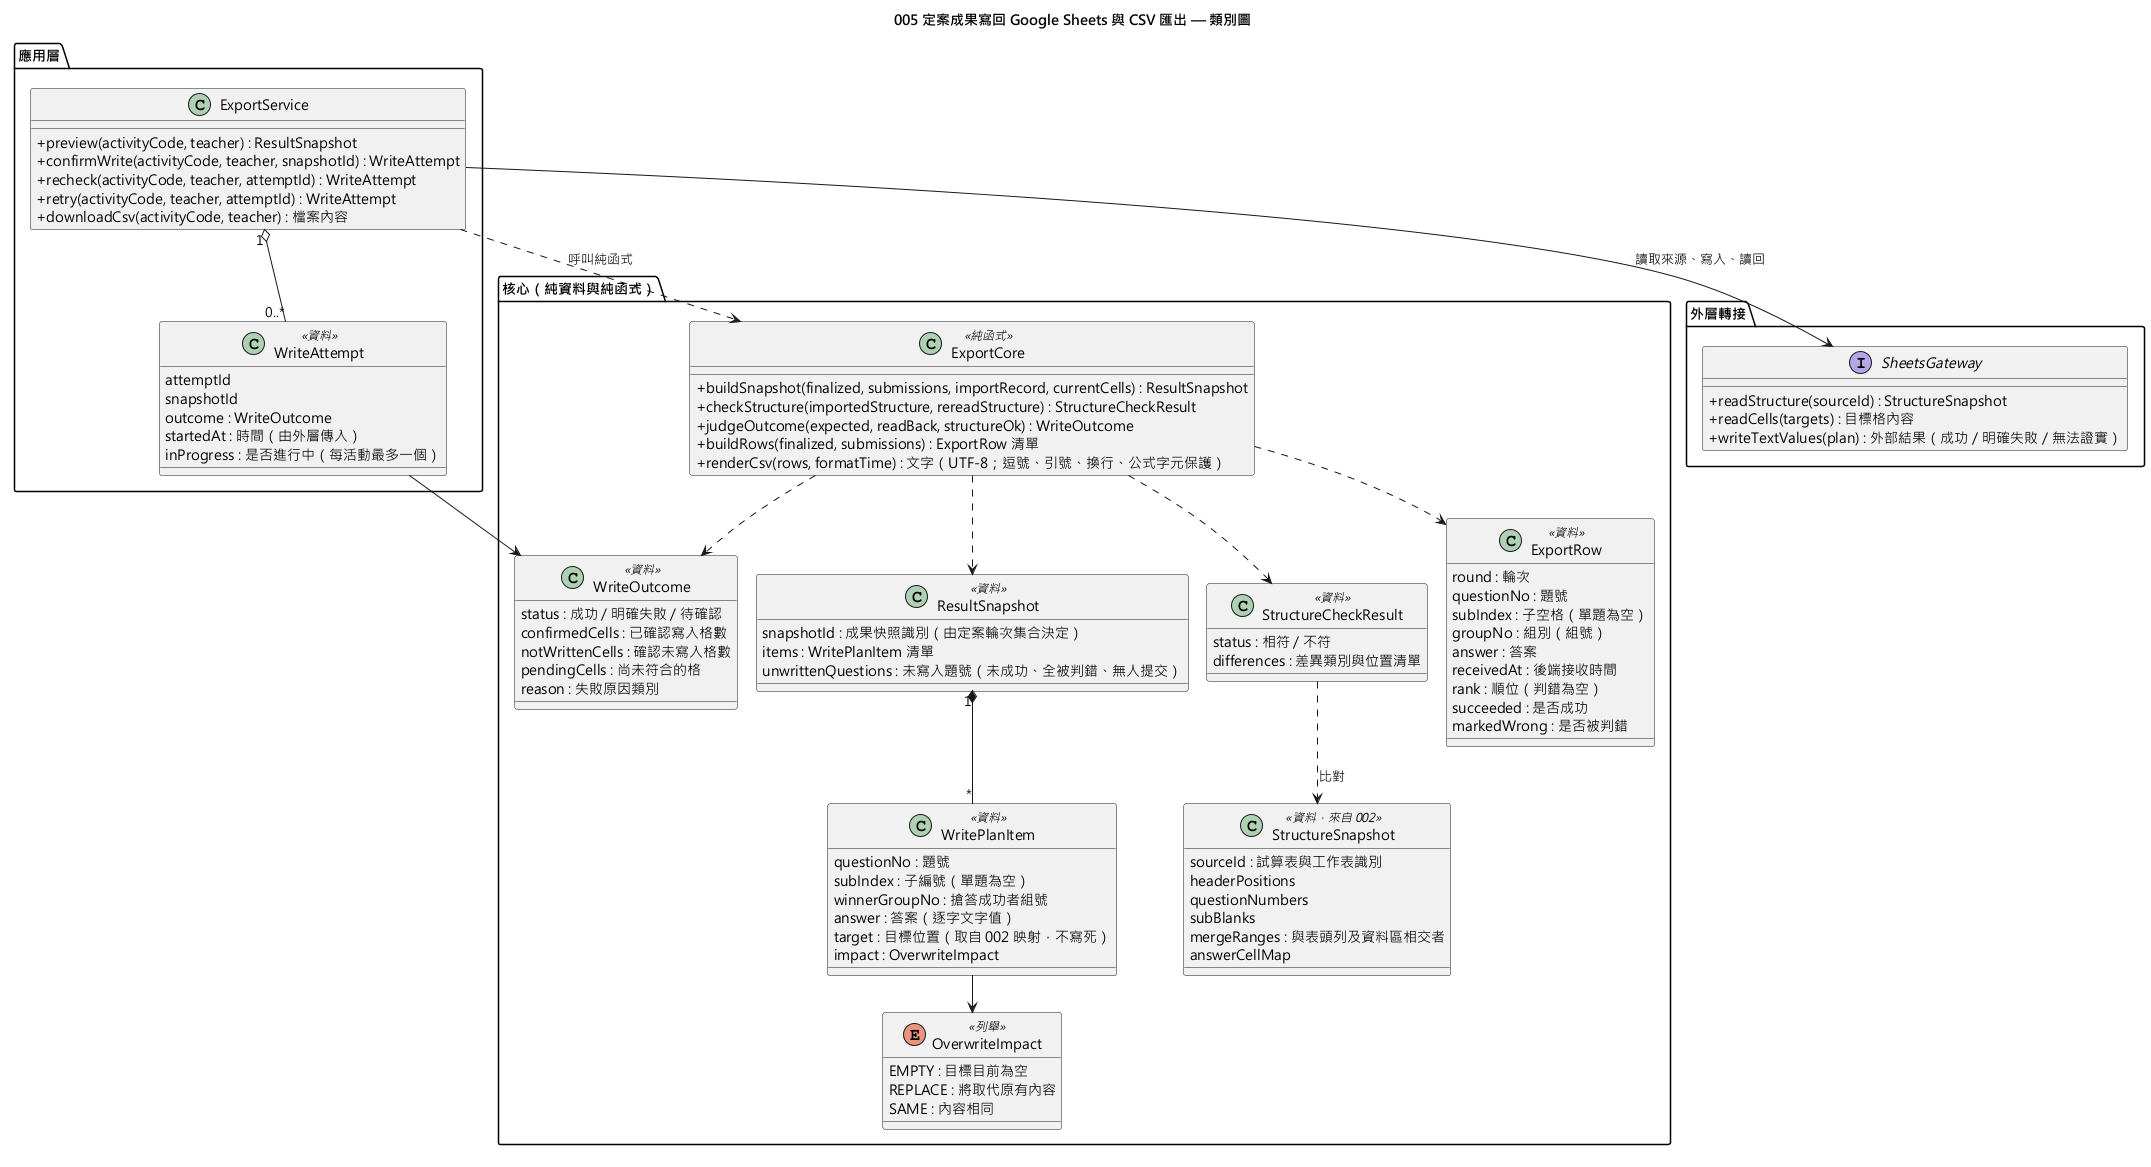 005 定案成果寫回 Google Sheets 與 CSV 匯出 — 類別圖
應用層
C ExportService
+preview(activityCode, teacher) : ResultSnapshot
+confirmWrite(activityCode, teacher, snapshotId) : WriteAttempt
+recheck(activityCode, teacher, attemptId) : WriteAttempt
+retry(activityCode, teacher, attemptId) : WriteAttempt
+downloadCsv(activityCode, teacher) : 檔案內容
1
0..*
呼叫純函式
讀取來源、寫入、讀回
C «資料»
WriteAttempt
attemptId
snapshotId
outcome : WriteOutcome
startedAt : 時間（由外層傳入）
inProgress : 是否進行中（每活動最多一個）
核心（純資料與純函式）
C «純函式»
ExportCore
+buildSnapshot(finalized, submissions, importRecord, currentCells) : ResultSnapshot
+checkStructure(importedStructure, rereadStructure) : StructureCheckResult
+judgeOutcome(expected, readBack, structureOk) : WriteOutcome
+buildRows(finalized, submissions) : ExportRow 清單
+renderCsv(rows, formatTime) : 文字（UTF-8；逗號、引號、換行、公式字元保護）
外層轉接
I SheetsGateway
+readStructure(sourceId) : StructureSnapshot
+readCells(targets) : 目標格內容
+writeTextValues(plan) : 外部結果（成功 / 明確失敗 / 無法證實）
C «資料»
WriteOutcome
status : 成功 / 明確失敗 / 待確認
confirmedCells : 已確認寫入格數
notWrittenCells : 確認未寫入格數
pendingCells : 尚未符合的格
reason : 失敗原因類別
C «資料»
ResultSnapshot
snapshotId : 成果快照識別（由定案輪次集合決定）
items : WritePlanItem 清單
unwrittenQuestions : 未寫入題號（未成功、全被判錯、無人提交）
1
*
C «資料»
StructureCheckResult
status : 相符 / 不符
differences : 差異類別與位置清單
比對
C «資料»
ExportRow
round : 輪次
questionNo : 題號
subIndex : 子空格（單題為空）
groupNo : 組別（組號）
answer : 答案
receivedAt : 後端接收時間
rank : 順位（判錯為空）
succeeded : 是否成功
markedWrong : 是否被判錯
C «資料»
WritePlanItem
questionNo : 題號
subIndex : 子編號（單題為空）
winnerGroupNo : 搶答成功者組號
answer : 答案（逐字文字值）
target : 目標位置（取自 002 映射．不寫死）
impact : OverwriteImpact
C «資料．來自 002»
StructureSnapshot
sourceId : 試算表與工作表識別
headerPositions
questionNumbers
subBlanks
mergeRanges : 與表頭列及資料區相交者
answerCellMap
E «列舉»
OverwriteImpact
EMPTY : 目標目前為空
REPLACE : 將取代原有內容
SAME : 內容相同